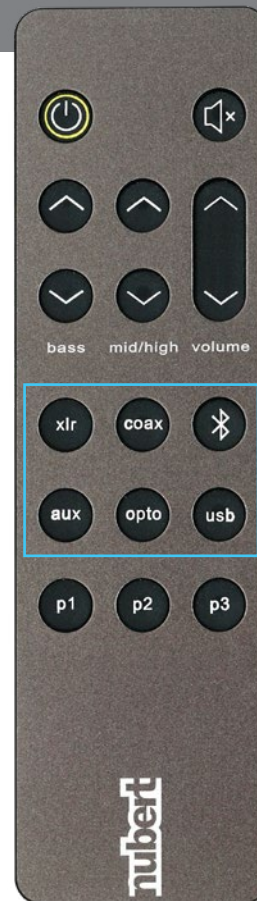 bass mid/high volume
xlr coax
aux opto usb
p1 p2 p3
nubert